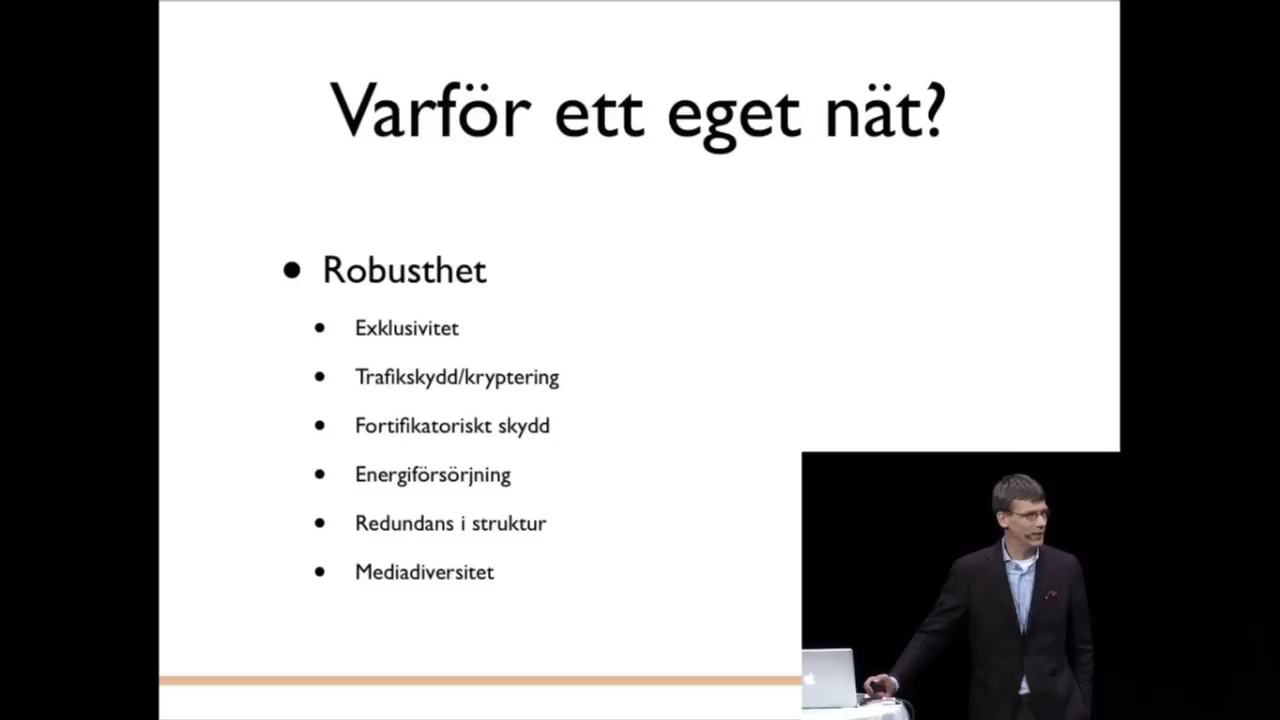 Varför ett eget nät?
• Robusthet
• Exklusivitet
• Trafikskydd/kryptering
• Fortifikatoriskt skydd
• Energiförsörjning
• Redundans i struktur
• Mediadiversitet